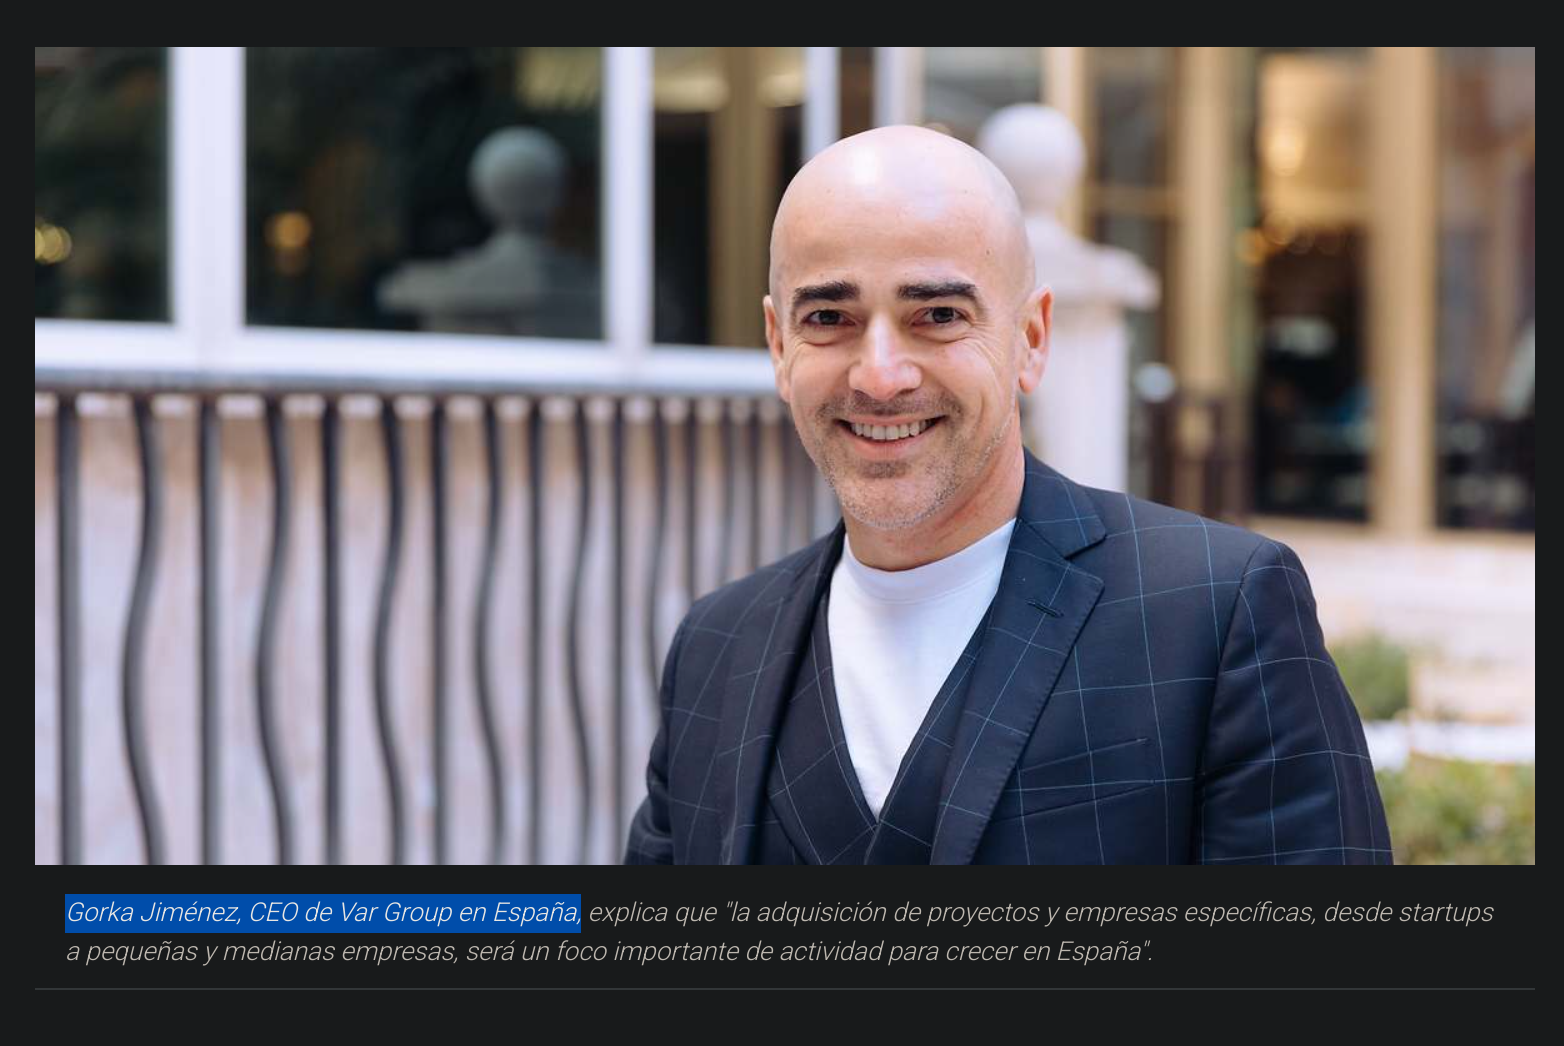 Gorka Jiménez, CEO de Var Group en España, explica que "la adquisición de proyectos y empresas específicas, desde startups
a pequeñas y medianas empresas, será un foco importante de actividad para crecer en España".